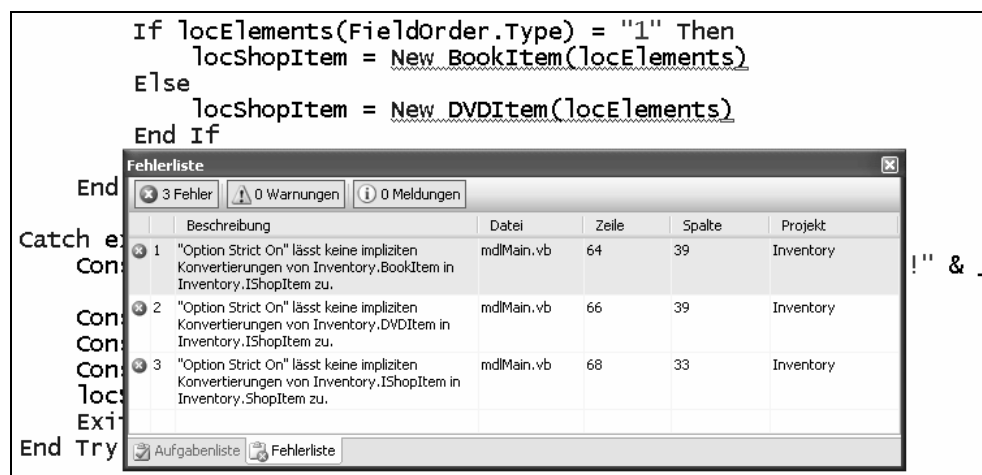 If locElements(FieldOrder.Type) = "1" Then
locShopItem = New BookItem(locElements)
Else
locShopItem = New DVDItem(locElements)
End If
Fehlerliste
End
3 Fehler 0 Warnungen 0 Meldungen
Beschreibung Datei Zeile Spalte Projekt
Catch e
1 "Option Strict On" lässt keine impliziten mdlMain.vb 64 39 Inventory
Con Konvertierungen von Inventory.BookItem in !" & _
Inventory.IShopItem zu.
2 "Option Strict On" lässt keine impliziten mdlMain.vb 66 39 Inventory
Con Konvertierungen von Inventory.DVDItem in
Con Inventory.IShopItem zu.
Con 3 "Option Strict On" lässt keine impliziten mdlMain.vb 68 33 Inventory
Konvertierungen von Inventory.IShopItem in
loc Inventory.ShopItem zu.
Exi
End Try Aufgabenliste Fehlerliste